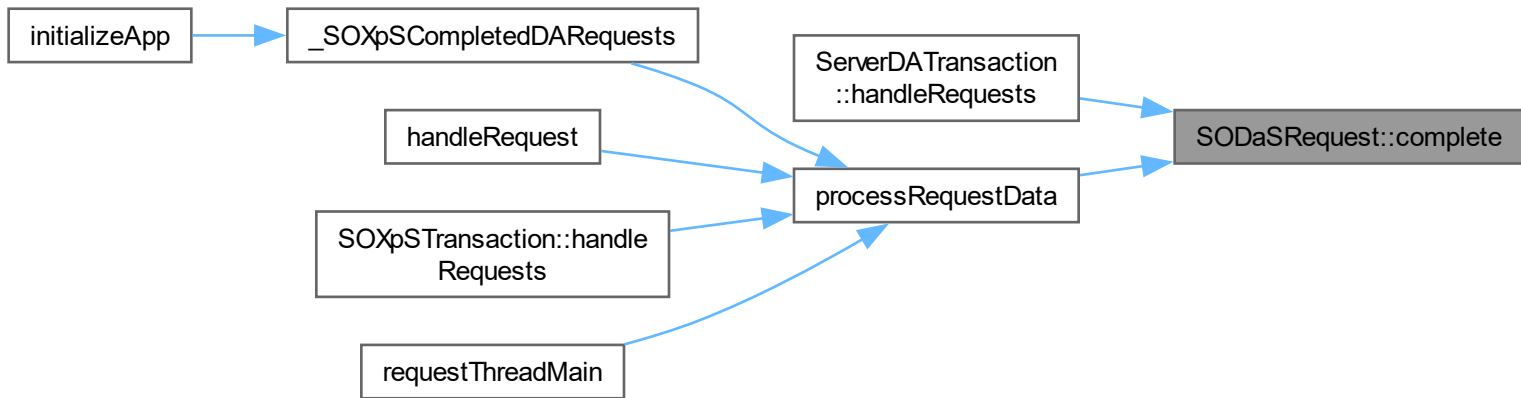 initializeApp
_SOXpSCompletedDARequests
ServerDATransaction
::handleRequests
SODaSRequest::complete
handleRequest
processRequestData
SOXpSTransaction::handle
Requests
requestThreadMain